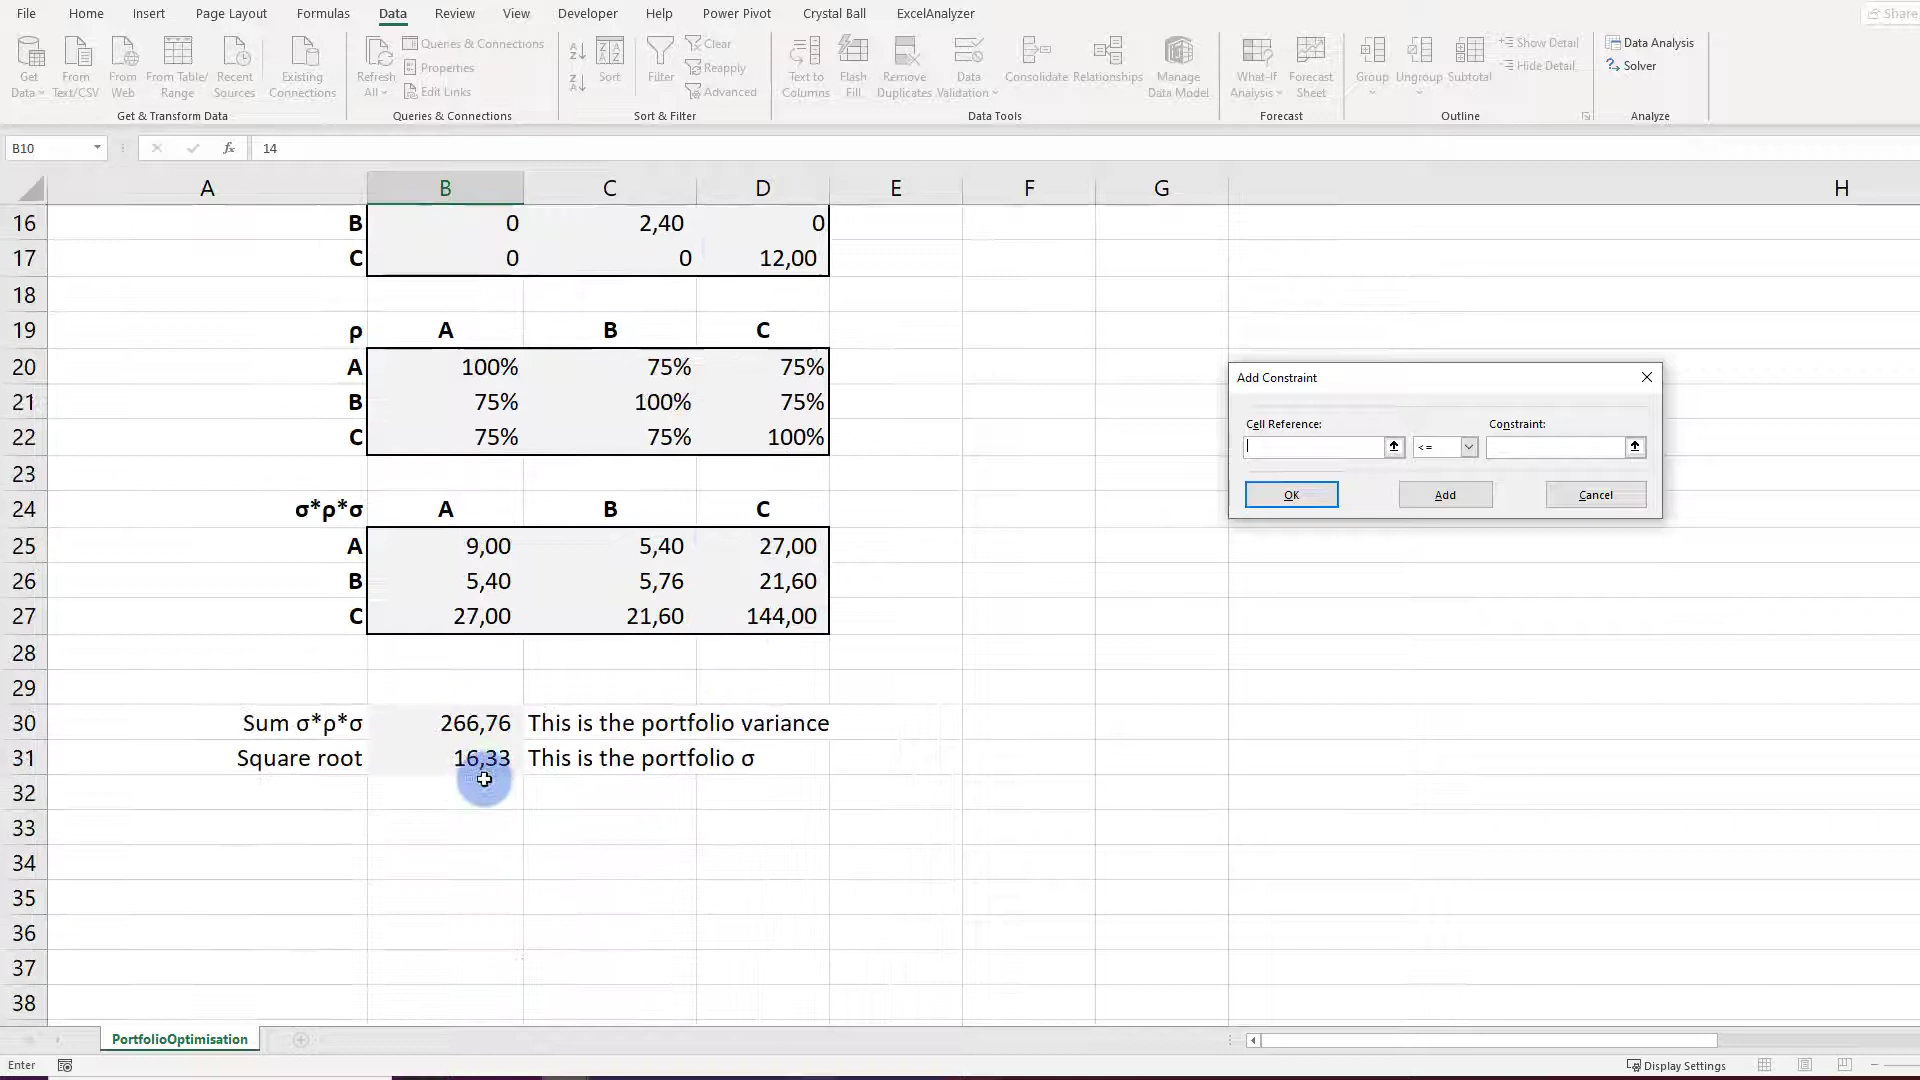 File Home Insert Page Layout Formulas Data Review View Developer Help Power Pivot Crystal Ball ExcelAnalyzer Share
Get Data
From Text/CSV
From Web
From Table/ Range
Recent Sources
Existing Connections
Get & Transform Data
Refresh All
Queries & Connections
Properties
Edit Links
Queries & Connections
Sort
Filter
Clear
Reapply
Advanced
Sort & Filter
Text to Columns
Flash Fill
Remove Duplicates
Data Validation
Consolidate
Relationships
Manage Data Model
Data Tools
What-If Analysis
Forecast Sheet
Forecast
Group
Ungroup
Subtotal
Show Detail
Hide Detail
Outline
Data Analysis
Solver
Analyze
B10 fx 14
A B C D E F G H
16 B 0 2,40 0
17 C 0 0 12,00
18
19 ρ A B C
20 A 100% 75% 75%
21 B 75% 100% 75%
22 C 75% 75% 100%
23
24 σ*ρ*σ A B C
25 A 9,00 5,40 27,00
26 B 5,40 5,76 21,60
27 C 27,00 21,60 144,00
28
29
30 Sum σ*ρ*σ 266,76 This is the portfolio variance
31 Square root 16,33 This is the portfolio σ
32
33
34
35
36
37
38
Add Constraint
Cell Reference: Constraint:
<=
OK Add Cancel
PortfolioOptimisation
Enter Display Settings